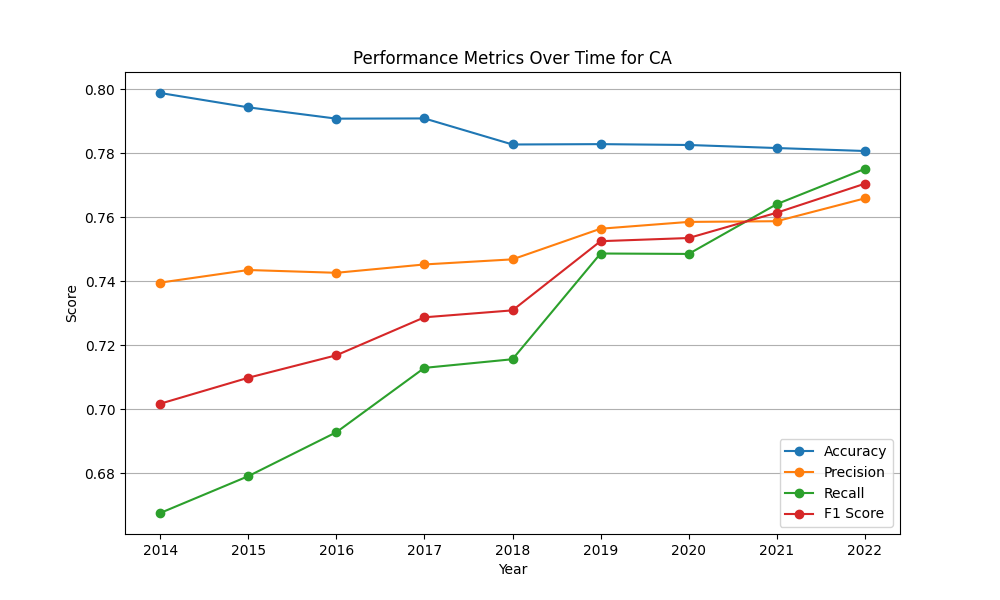 Performance Metrics Over Time for CA
0.80
0.78
0.76
0.74
0.72
0.70
0.68
Score
Accuracy
Precision
Recall
F1 Score
2014 2015 2016 2017 2018 2019 2020 2021 2022
Year